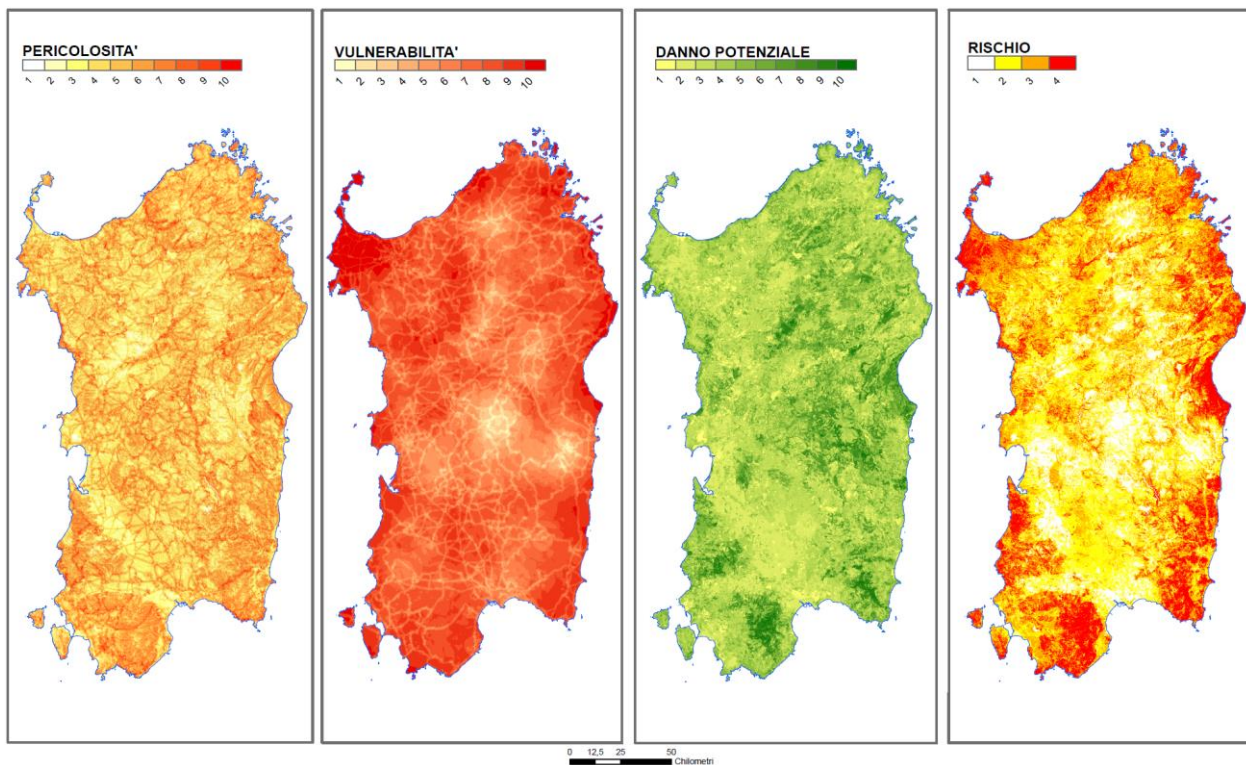 PERICOLOSITA'
1 2 3 4 5 6 7 8 9 10
VULNERABILITA'
1 2 3 4 5 6 7 8 9 10
DANNO POTENZIALE
1 2 3 4 5 6 7 8 9 10
RISCHIO
1 2 3 4
0 12,5 25 50
Chilometri